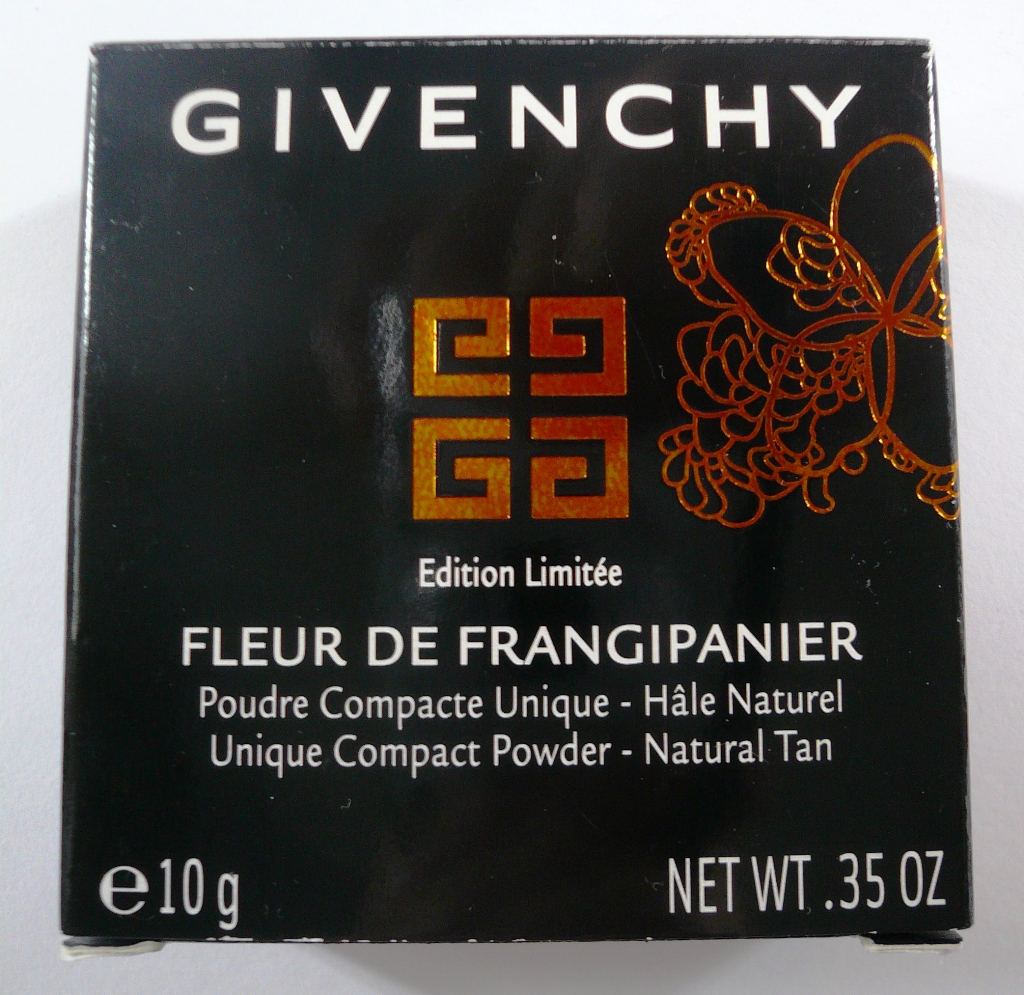 GIVENCHY
Edition Limitée
FLEUR DE FRANGIPANIER
Poudre Compacte Unique - Hâle Naturel
Unique Compact Powder - Natural Tan
℮10 g NET WT .35 OZ